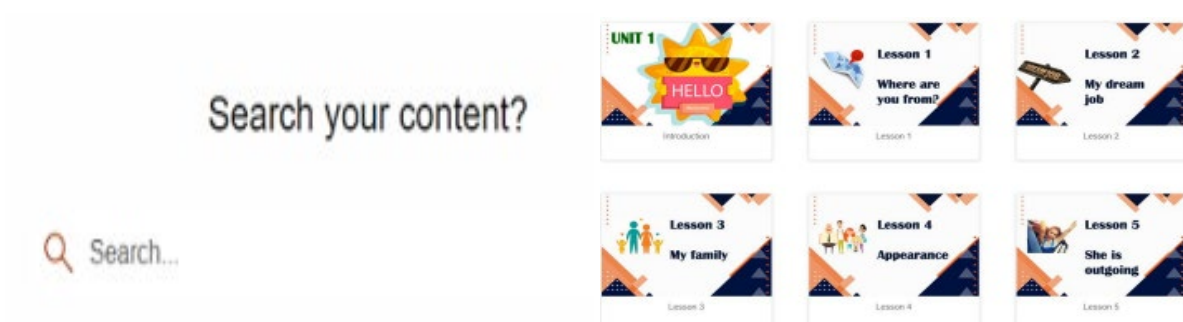 Search your content?
Search...
UNIT 1
HELLO
Introduction
Lesson 1
Where are
you from?
Lesson 1
Lesson 2
My dream
job
Lesson 2
Lesson 3
My family
Lesson 3
Lesson 4
Appearance
Lesson 4
Lesson 5
She is
outgoing
Lesson 5